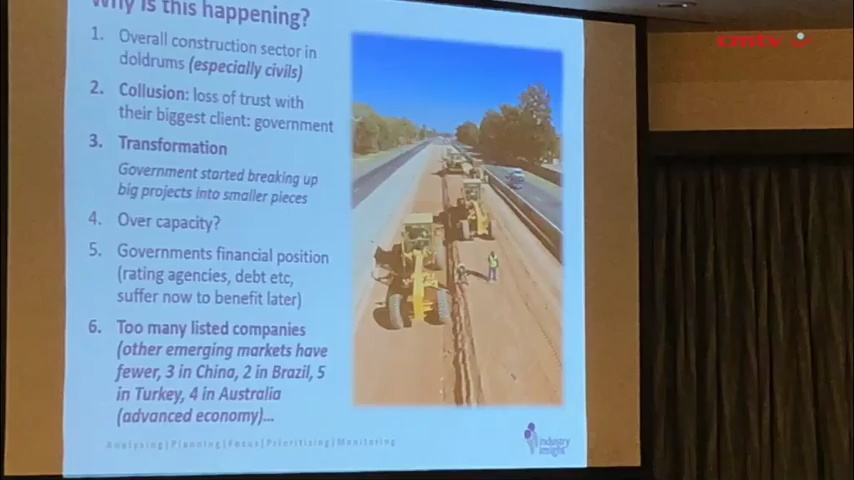 Why is this happening?
1. Overall construction sector in
doldrums (especially civils)
2. Collusion: loss of trust with
their biggest client: government
3. Transformation
Government started breaking up
big projects into smaller pieces
4. Over capacity?
5. Governments financial position
(rating agencies, debt etc,
suffer now to benefit later)
6. Too many listed companies
(other emerging markets have
fewer, 3 in China, 2 in Brazil, 5
in Turkey, 4 in Australia
(advanced economy)...
Analysing|Planning|Focus|Prioritising|Monitoring
industry
insight
cmtv